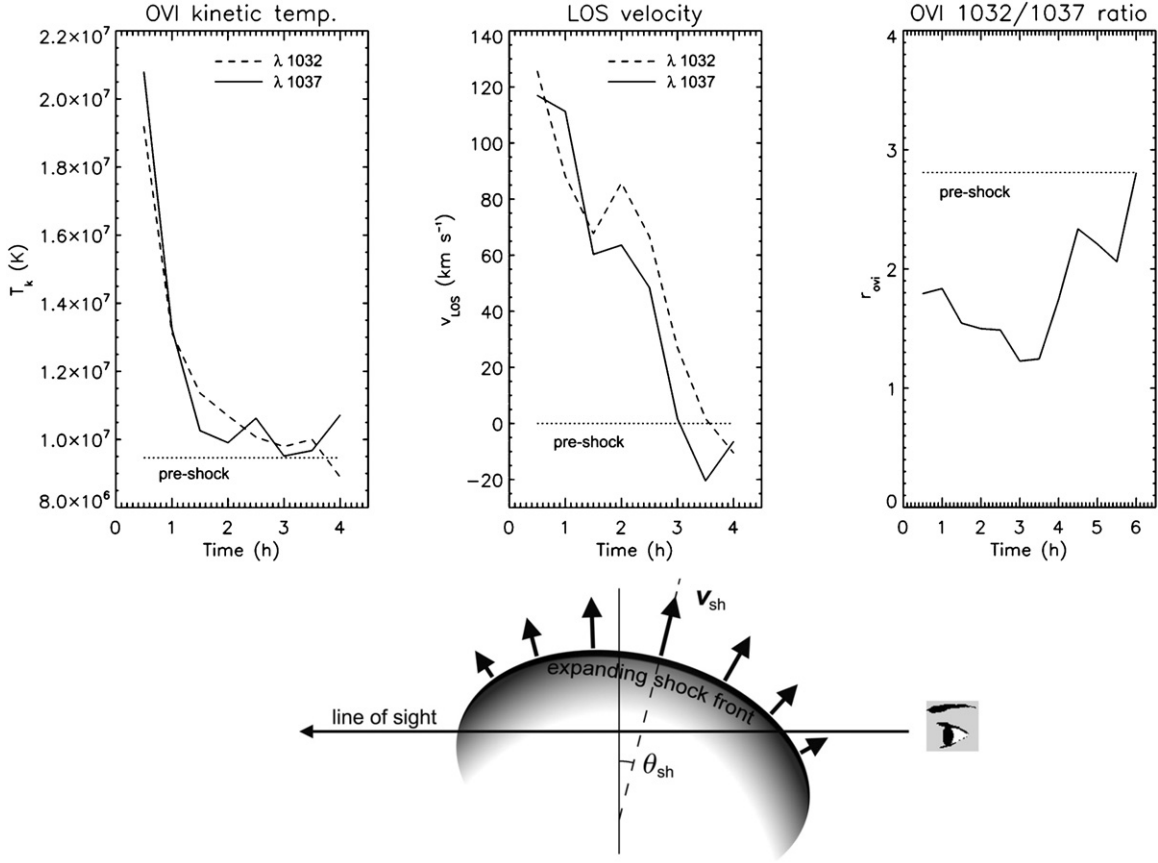 OVI kinetic temp.
2.2×10⁷
2.0×10⁷
1.8×10⁷
1.6×10⁷
1.4×10⁷
1.2×10⁷
1.0×10⁷
8.0×10⁶
T_k (K)
λ 1032
λ 1037
pre-shock
0 1 2 3 4
Time (h)
LOS velocity
140
120
100
80
60
40
20
0
−20
v_LOS (km s⁻¹)
λ 1032
λ 1037
pre-shock
0 1 2 3 4
Time (h)
OVI 1032/1037 ratio
4
3
2
1
0
r_ovi
pre-shock
0 1 2 3 4 5 6
Time (h)
v_sh
expanding shock front
line of sight
θ_sh